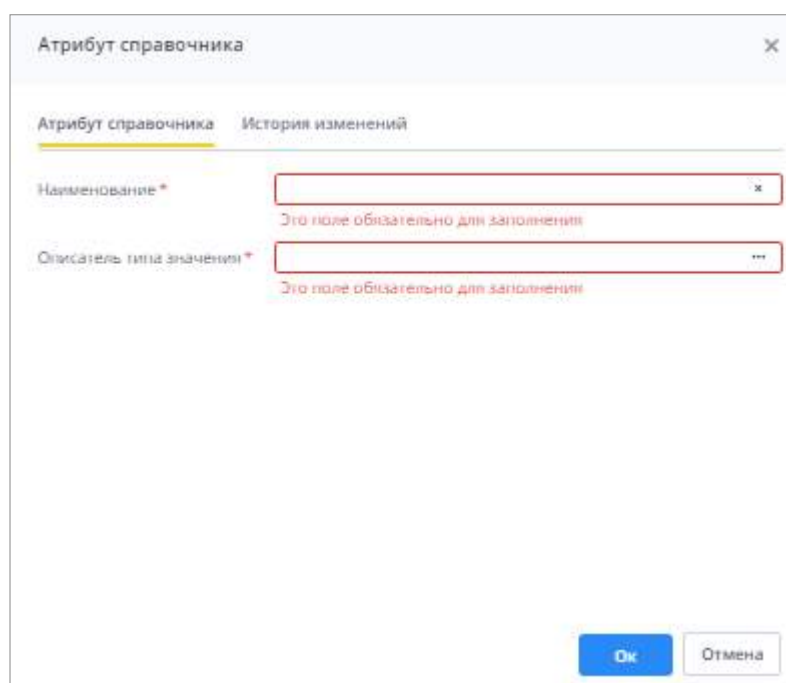 Атрибут справочника
Атрибут справочника История изменений
Наименование *
Это поле обязательно для заполнения
Описатель типа значения *
Это поле обязательно для заполнения
Ок Отмена